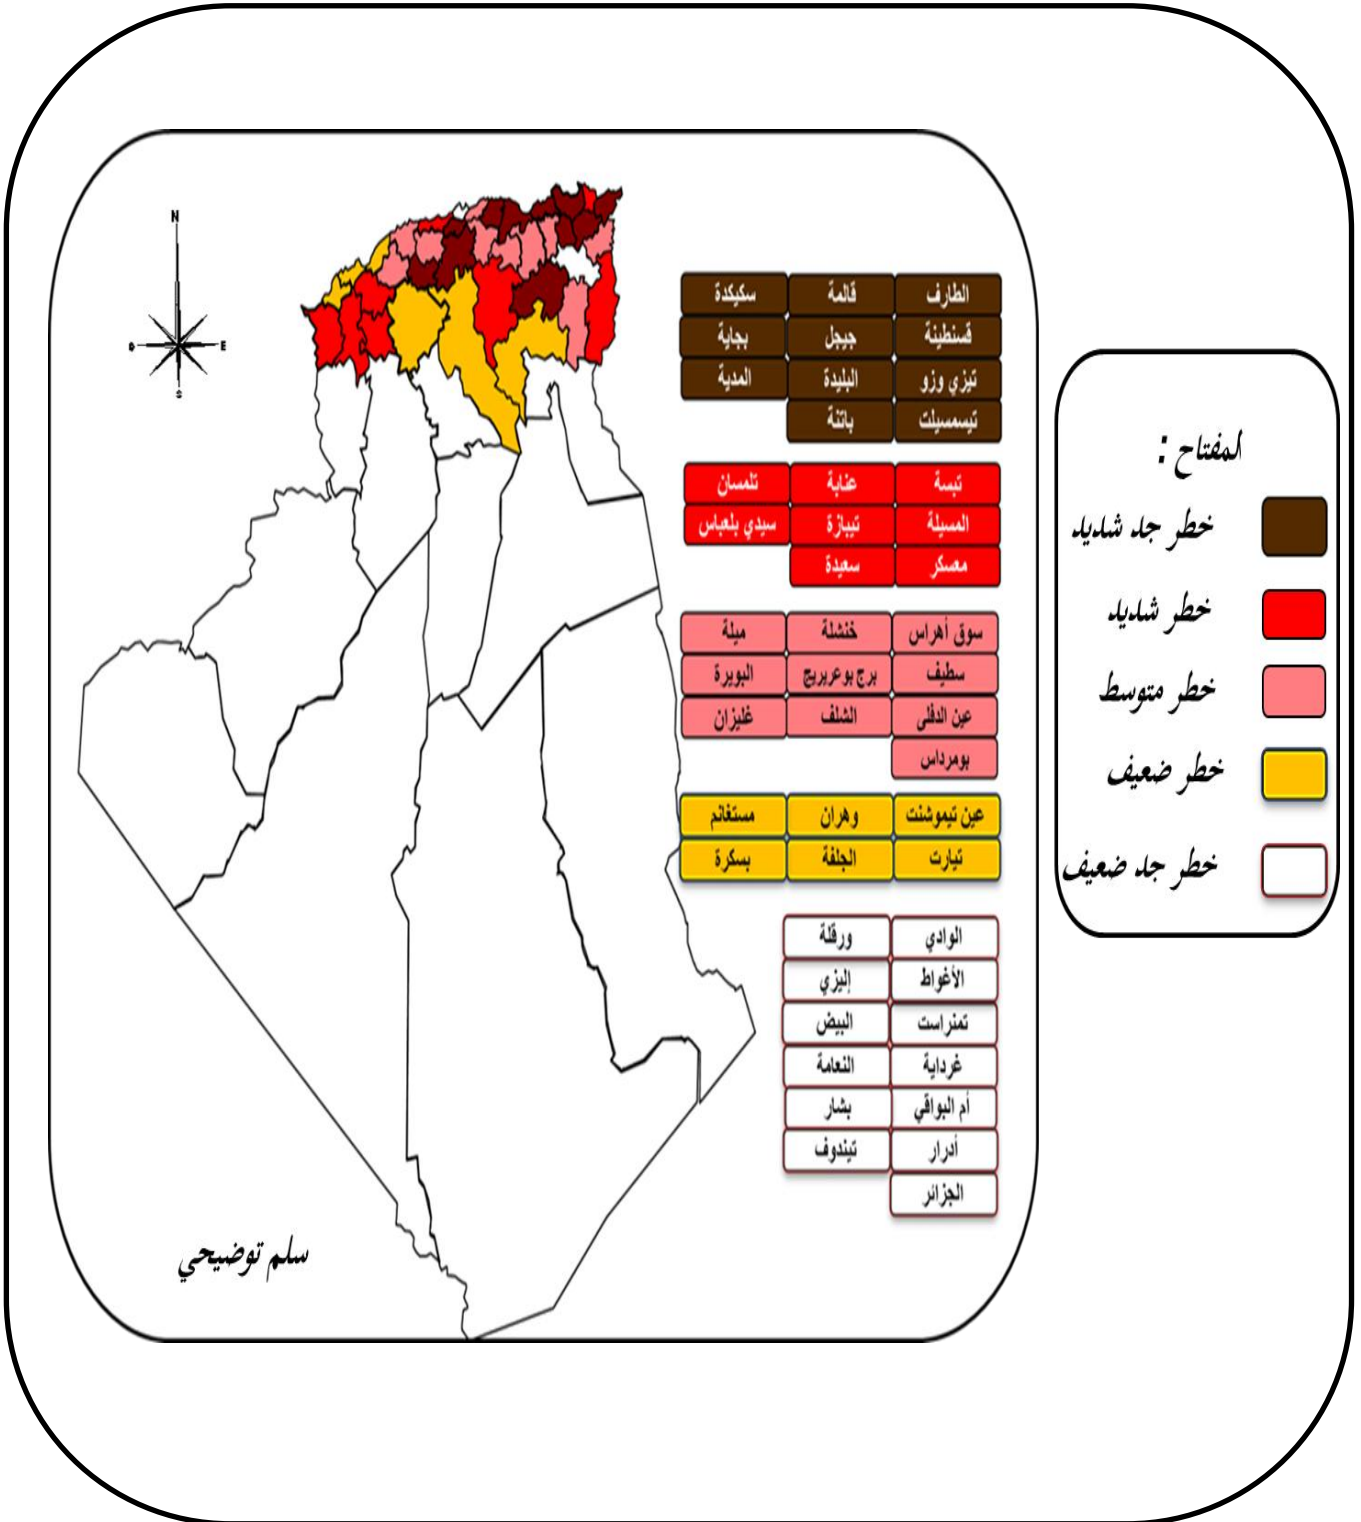 N
O
E
S
الطارف قالمة سكيكدة
قسنطينة جيجل بجاية
تيزي وزو البليدة المدية
تيسمسيلت باتنة
تبسة عنابة تلمسان
المسيلة تيبازة سيدي بلعباس
معسكر سعيدة
سوق أهراس خنشلة ميلة
سطيف برج بوعريريج البويرة
عين الدفلى الشلف غليزان
بومرداس
عين تيموشنت وهران مستغانم
تيارت الجلفة بسكرة
الوادي ورقلة
الأغواط إليزي
تمنراست البيض
غرداية النعامة
أم البواقي بشار
أدرار تيندوف
الجزائر
لمفتاح :
خطر جد شديد
خطر شديد
خطر متوسط
خطر ضعيف
خطر جد ضعيف
سلم توضيحي